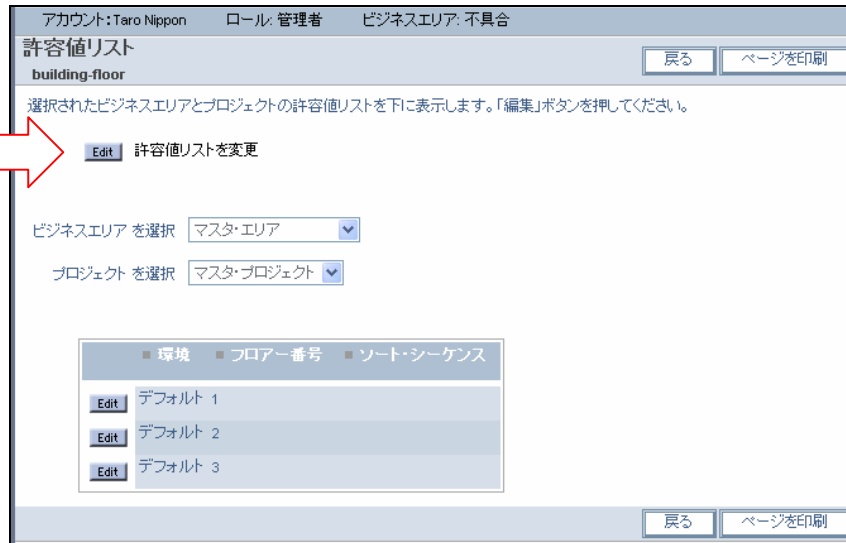 アカウント：Taro Nippon ロール: 管理者 ビジネスエリア: 不具合
許容値リスト
戻る ページを印刷
building-floor
選択されたビジネスエリアとプロジェクトの許容値リストを下に表示します。「編集」ボタンを押してください。
Edit 許容値リストを変更
ビジネスエリア を選択 マスタ・エリア
プロジェクト を選択 マスタ・プロジェクト
環境 フロアー番号 ソート・シーケンス
Edit デフォルト 1
Edit デフォルト 2
Edit デフォルト 3
戻る ページを印刷